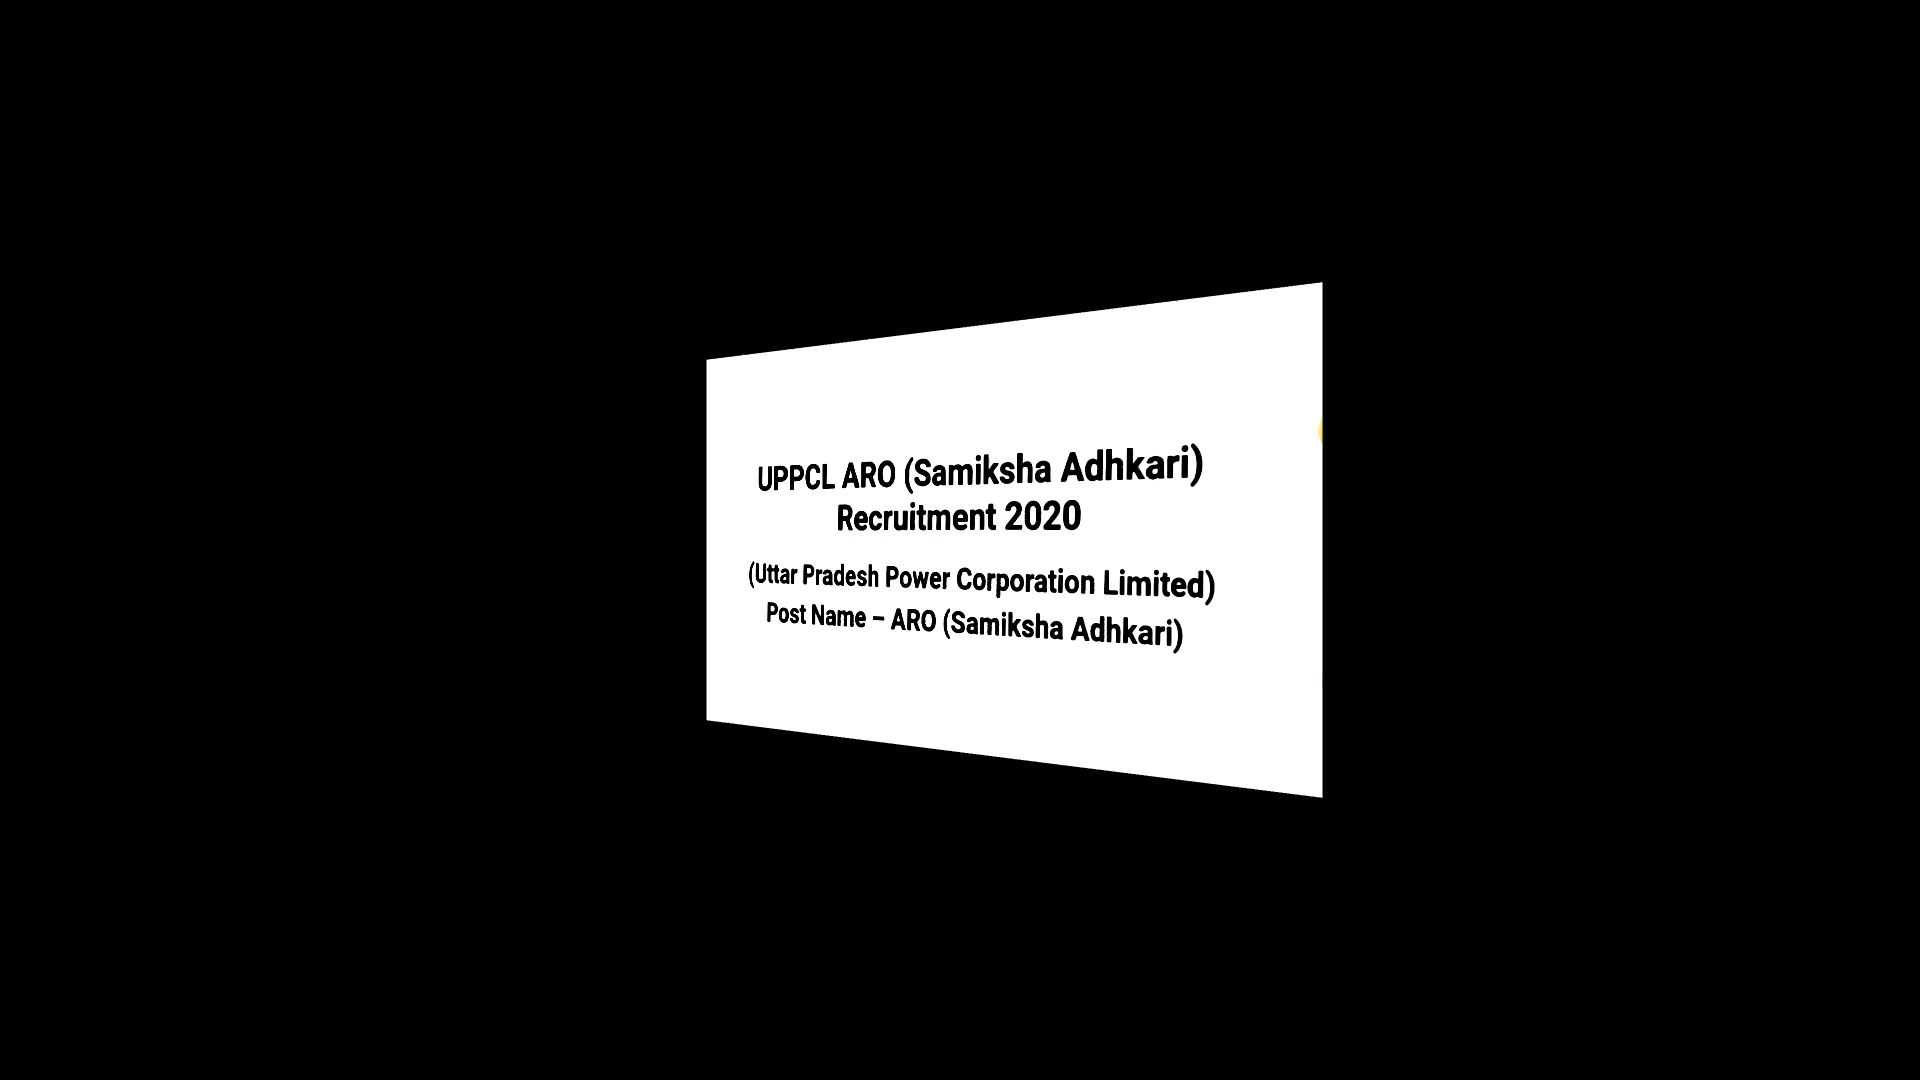 UPPCL ARO (Samiksha Adhkari)
Recruitment 2020
(Uttar Pradesh Power Corporation Limited)
Post Name – ARO (Samiksha Adhkari)